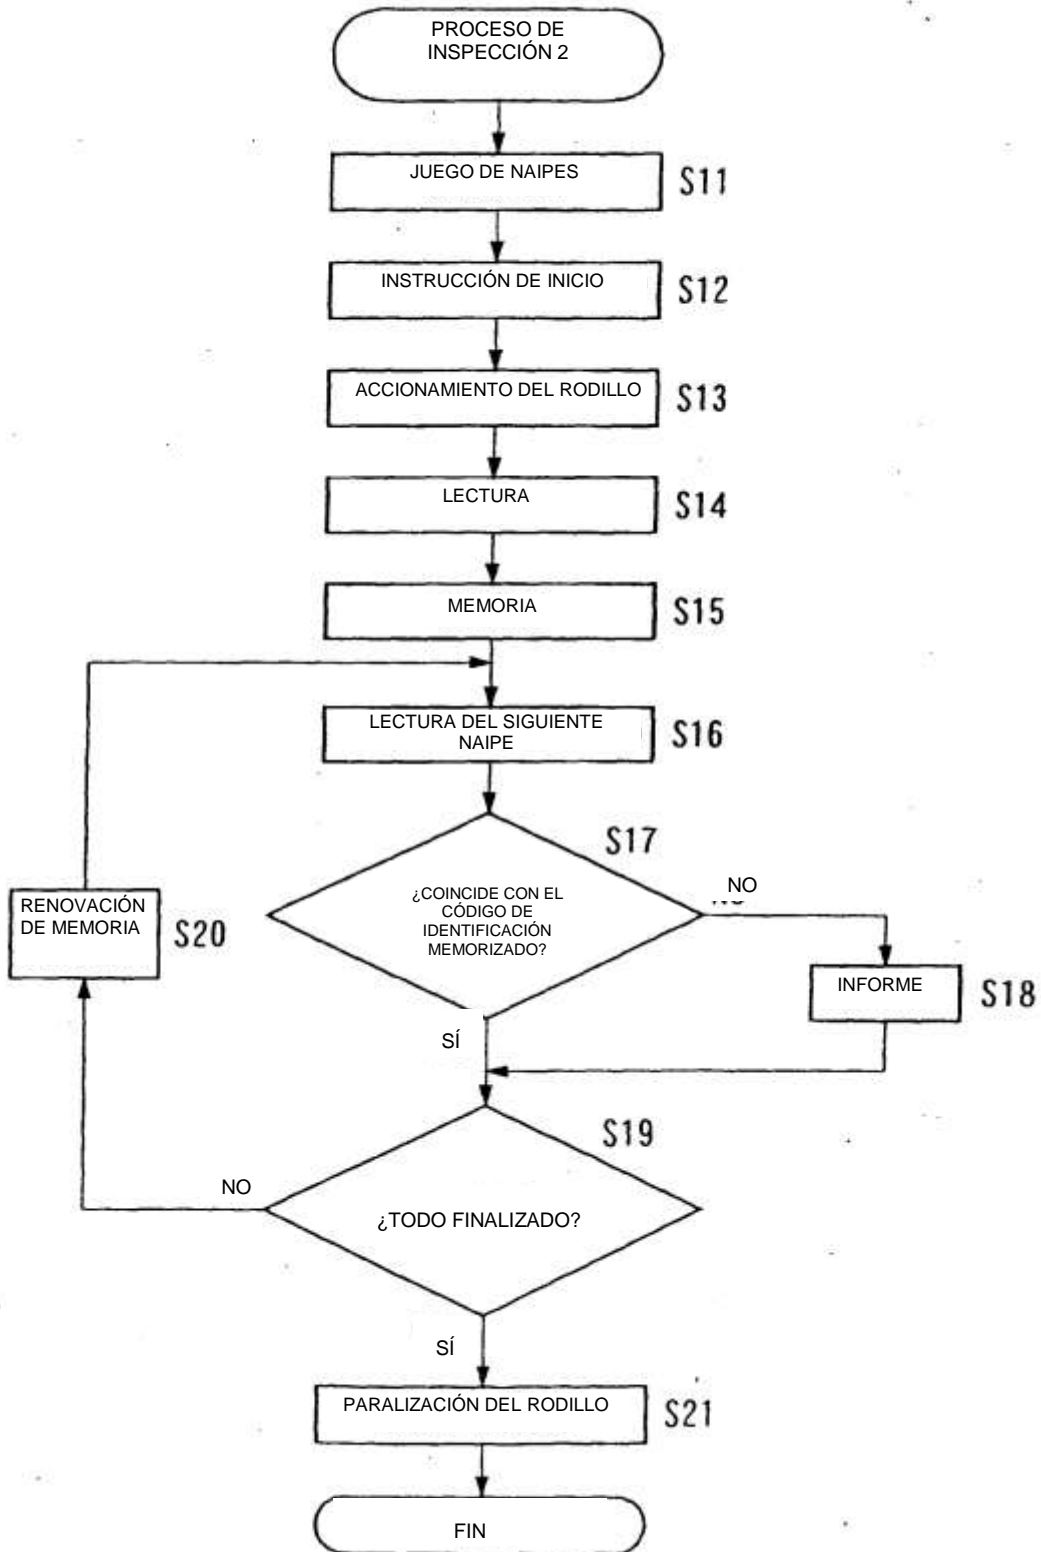 PROCESO DE
INSPECCIÓN 2
JUEGO DE NAIPES
S11
INSTRUCCIÓN DE INICIO
S12
ACCIONAMIENTO DEL RODILLO
S13
LECTURA
S14
MEMORIA
S15
LECTURA DEL SIGUIENTE
NAIPE
S16
S17
¿COINCIDE CON EL
CÓDIGO DE
IDENTIFICACIÓN
MEMORIZADO?
NO
RENOVACIÓN
DE MEMORIA
S20
INFORME
S18
SÍ
S19
NO
¿TODO FINALIZADO?
SÍ
PARALIZACIÓN DEL RODILLO
S21
FIN